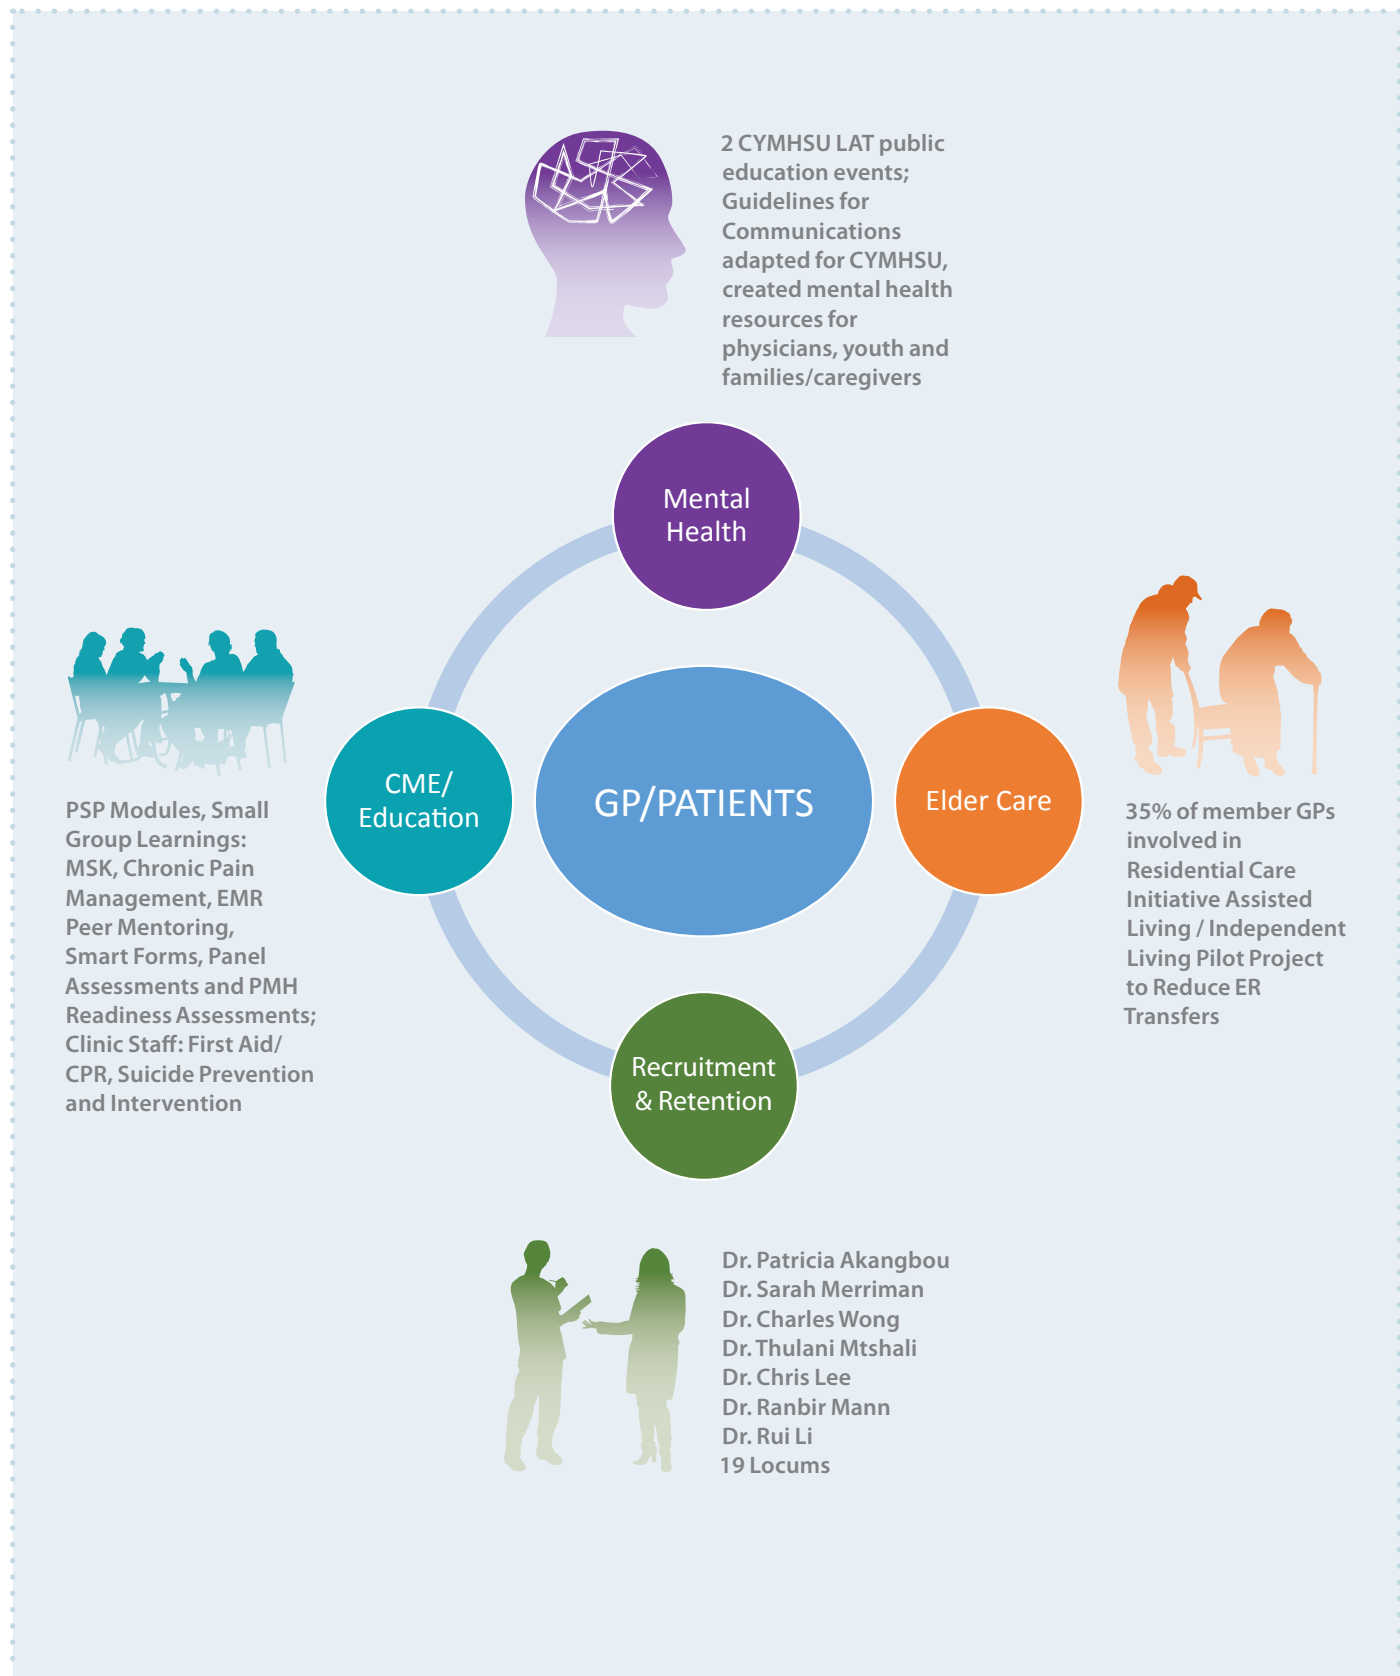 2 CYMHSU LAT public
education events;
Guidelines for
Communications
adapted for CYMHSU,
created mental health
resources for
physicians, youth and
families/caregivers
Mental
Health
CME/
Education
GP/PATIENTS
Elder Care
PSP Modules, Small
Group Learnings:
MSK, Chronic Pain
Management, EMR
Peer Mentoring,
Smart Forms, Panel
Assessments and PMH
Readiness Assessments;
Clinic Staff: First Aid/
CPR, Suicide Prevention
and Intervention
35% of member GPs
involved in
Residential Care
Initiative Assisted
Living / Independent
Living Pilot Project
to Reduce ER
Transfers
Recruitment
& Retention
Dr. Patricia Akangbou
Dr. Sarah Merriman
Dr. Charles Wong
Dr. Thulani Mtshali
Dr. Chris Lee
Dr. Ranbir Mann
Dr. Rui Li
19 Locums